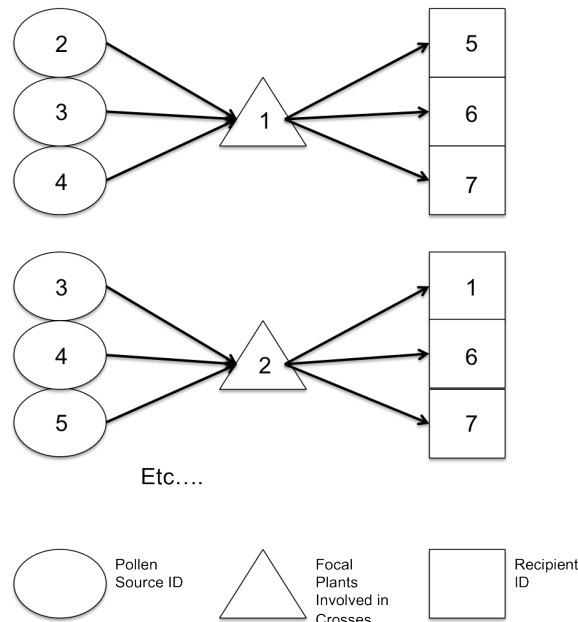 2
3
4
1
5
6
7
3
4
5
2
1
6
7
Etc….
Pollen
Source ID
Focal
Plants
Involved in
Crosses
Recipient
ID